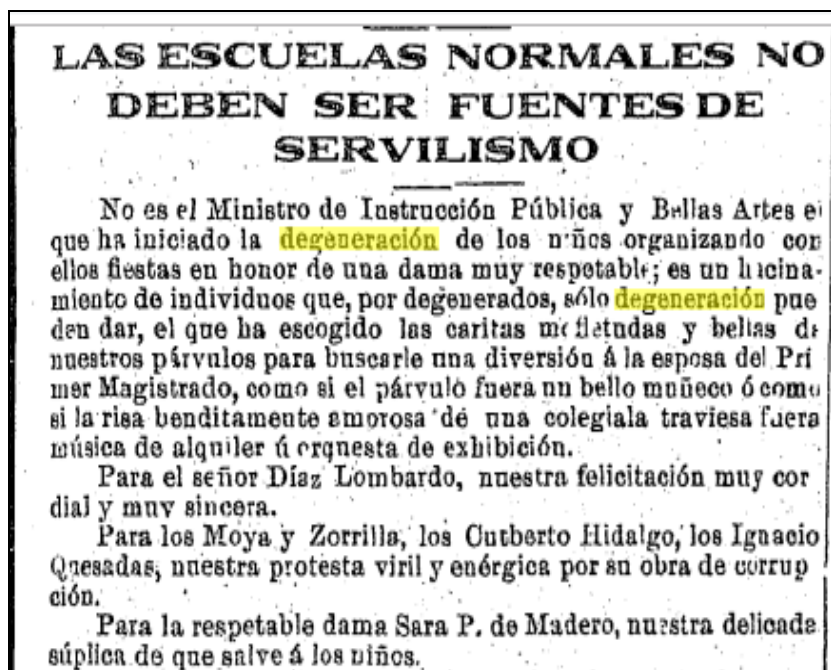 LAS ESCUELAS NORMALES NO
DEBEN SER FUENTES DE
SERVILISMO
No es el Ministro de Instrucción Pública y Bellas Artes el
que ha iniciado la degeneración de los niños organizando con
ellos fiestas en honor de una dama muy respetable; es un hacina-
miento de individuos que, por degenerados, sólo degeneración pue
den dar, el que ha escogido las caritas mofletudas y bellas de
nuestros párvulos para buscarle una diversión á la esposa del Pri
mer Magistrado, como si el párvulo fuera un bello muñeco ó como
si la risa benditamente amorosa de una colegiala traviesa fuera
música de alquiler ú orquesta de exhibición.
Para el señor Díaz Lombardo, nuestra felicitación muy cor
dial y muy sincera.
Para los Moya y Zorrilla, los Cutberto Hidalgo, los Ignacio
Quesadas, nuestra protesta viril y enérgica por su obra de corrup
ción.
Para la respetable dama Sara P. de Madero, nuestra delicada
súplica de que salve á los niños.